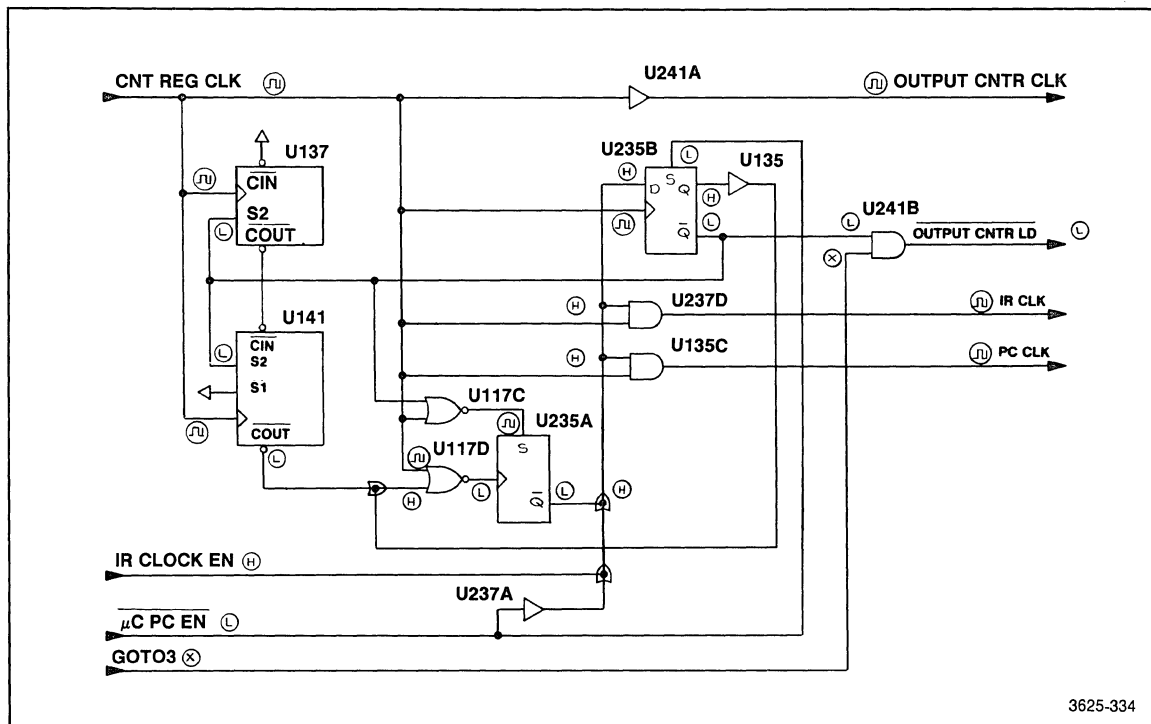 CNT REG CLK
U241A
OUTPUT CNTR CLK
U137
CIN
S2
COUT
U235B
L
U135
H
S
D
Q
H
Q
L
U241B
L
OUTPUT CNTR LD
L
X
L
U141
CIN
S2
S1
COUT
L
L
U237D
H
IR CLK
U135C
H
PC CLK
U117C
U235A
S
Q
U117D
H
L
L
H
IR CLOCK EN H
U237A
μC PC EN L
GOTO3 X
3625-334